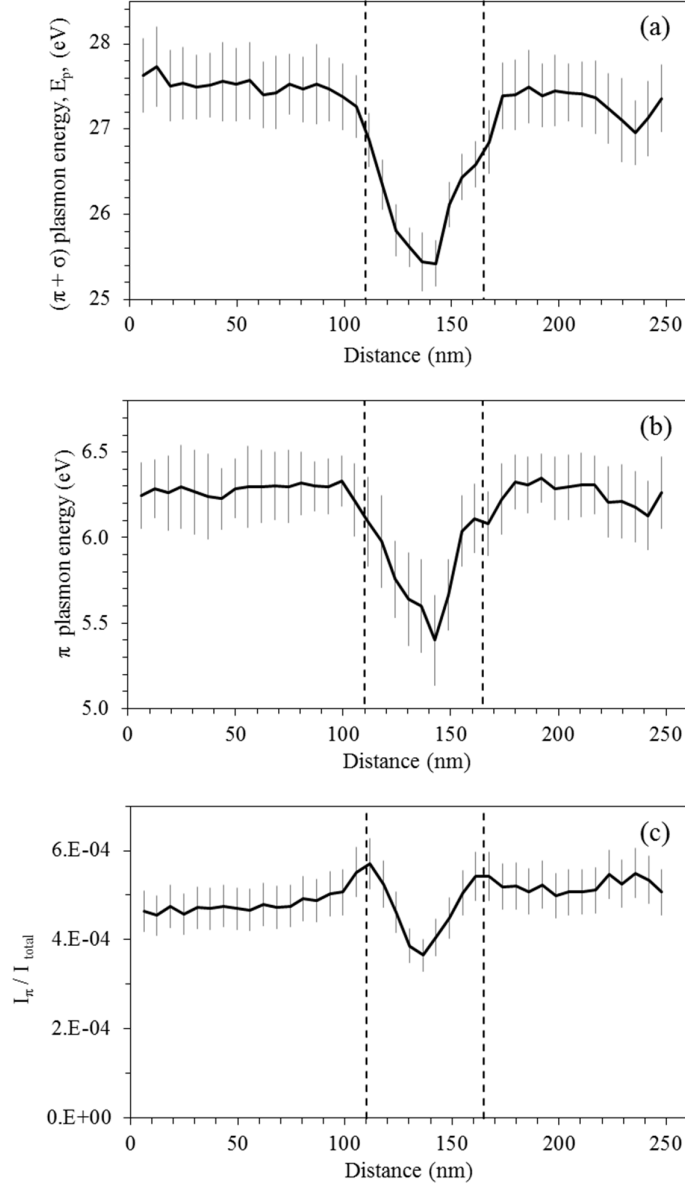 (a)
28
27
26
25
(π + σ) plasmon energy, Eₚ, (eV)
0 50 100 150 200 250
Distance (nm)
(b)
6.5
6.0
5.5
5.0
π plasmon energy (eV)
0 50 100 150 200 250
Distance (nm)
(c)
6.E-04
4.E-04
2.E-04
0.E+00
I_π / I_total
0 50 100 150 200 250
Distance (nm)